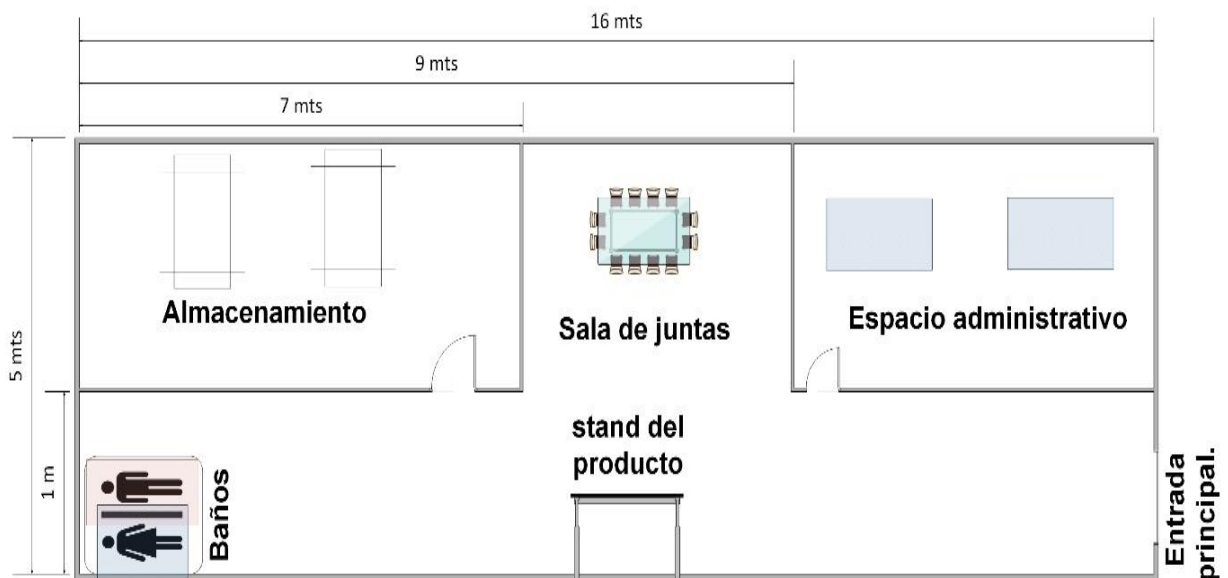 16 mts
9 mts
7 mts
5 mts
1 m
Almacenamiento
Sala de juntas
Espacio administrativo
stand del
producto
Baños
Entrada
principal.